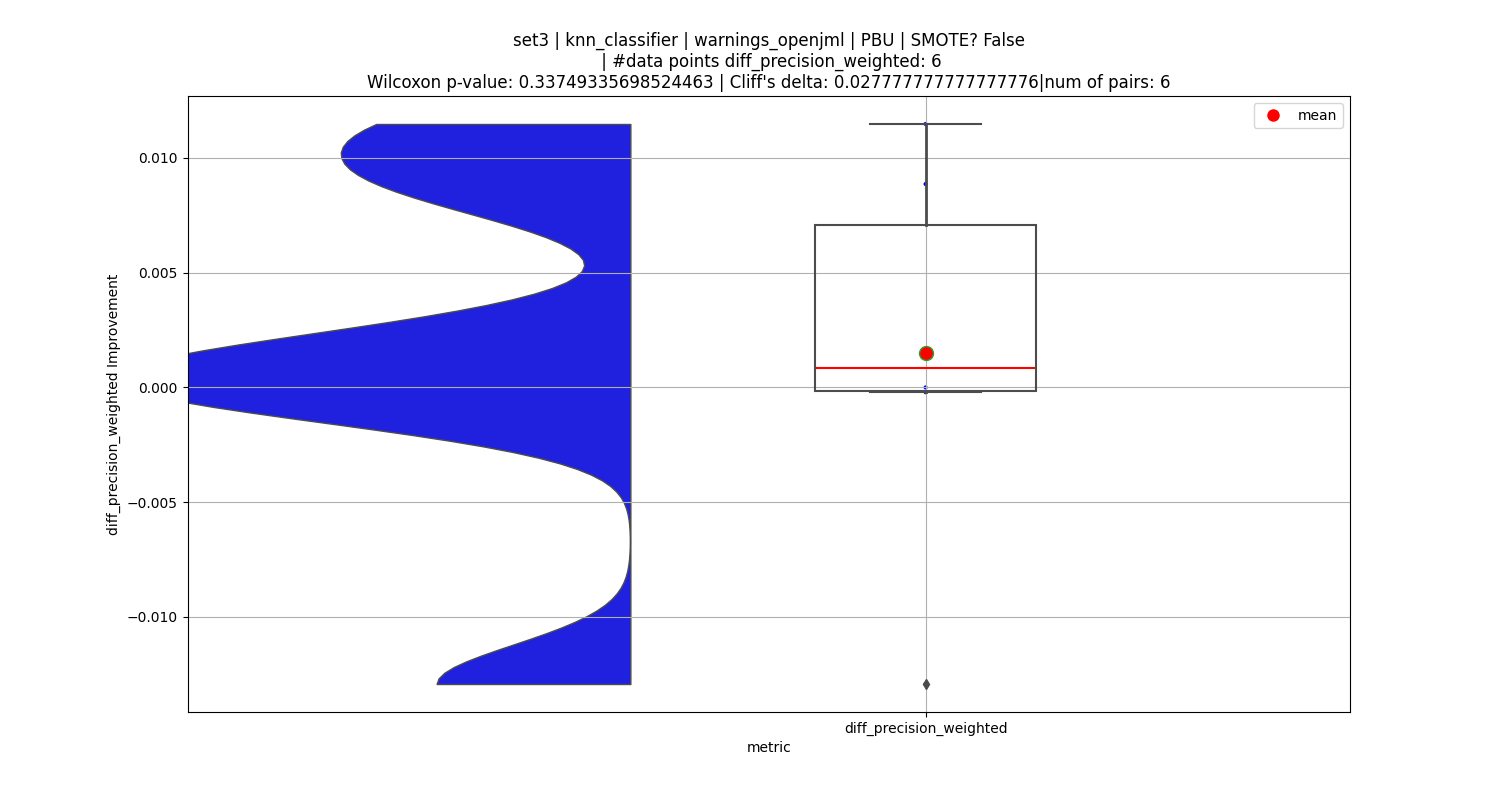 set3 | knn_classifier | warnings_openjml | PBU | SMOTE? False
| #data points diff_precision_weighted: 6
Wilcoxon p-value: 0.33749335698524463 | Cliff's delta: 0.027777777777777776|num of pairs: 6
mean
0.010
0.005
0.000
−0.005
−0.010
diff_precision_weighted Improvement
diff_precision_weighted
metric